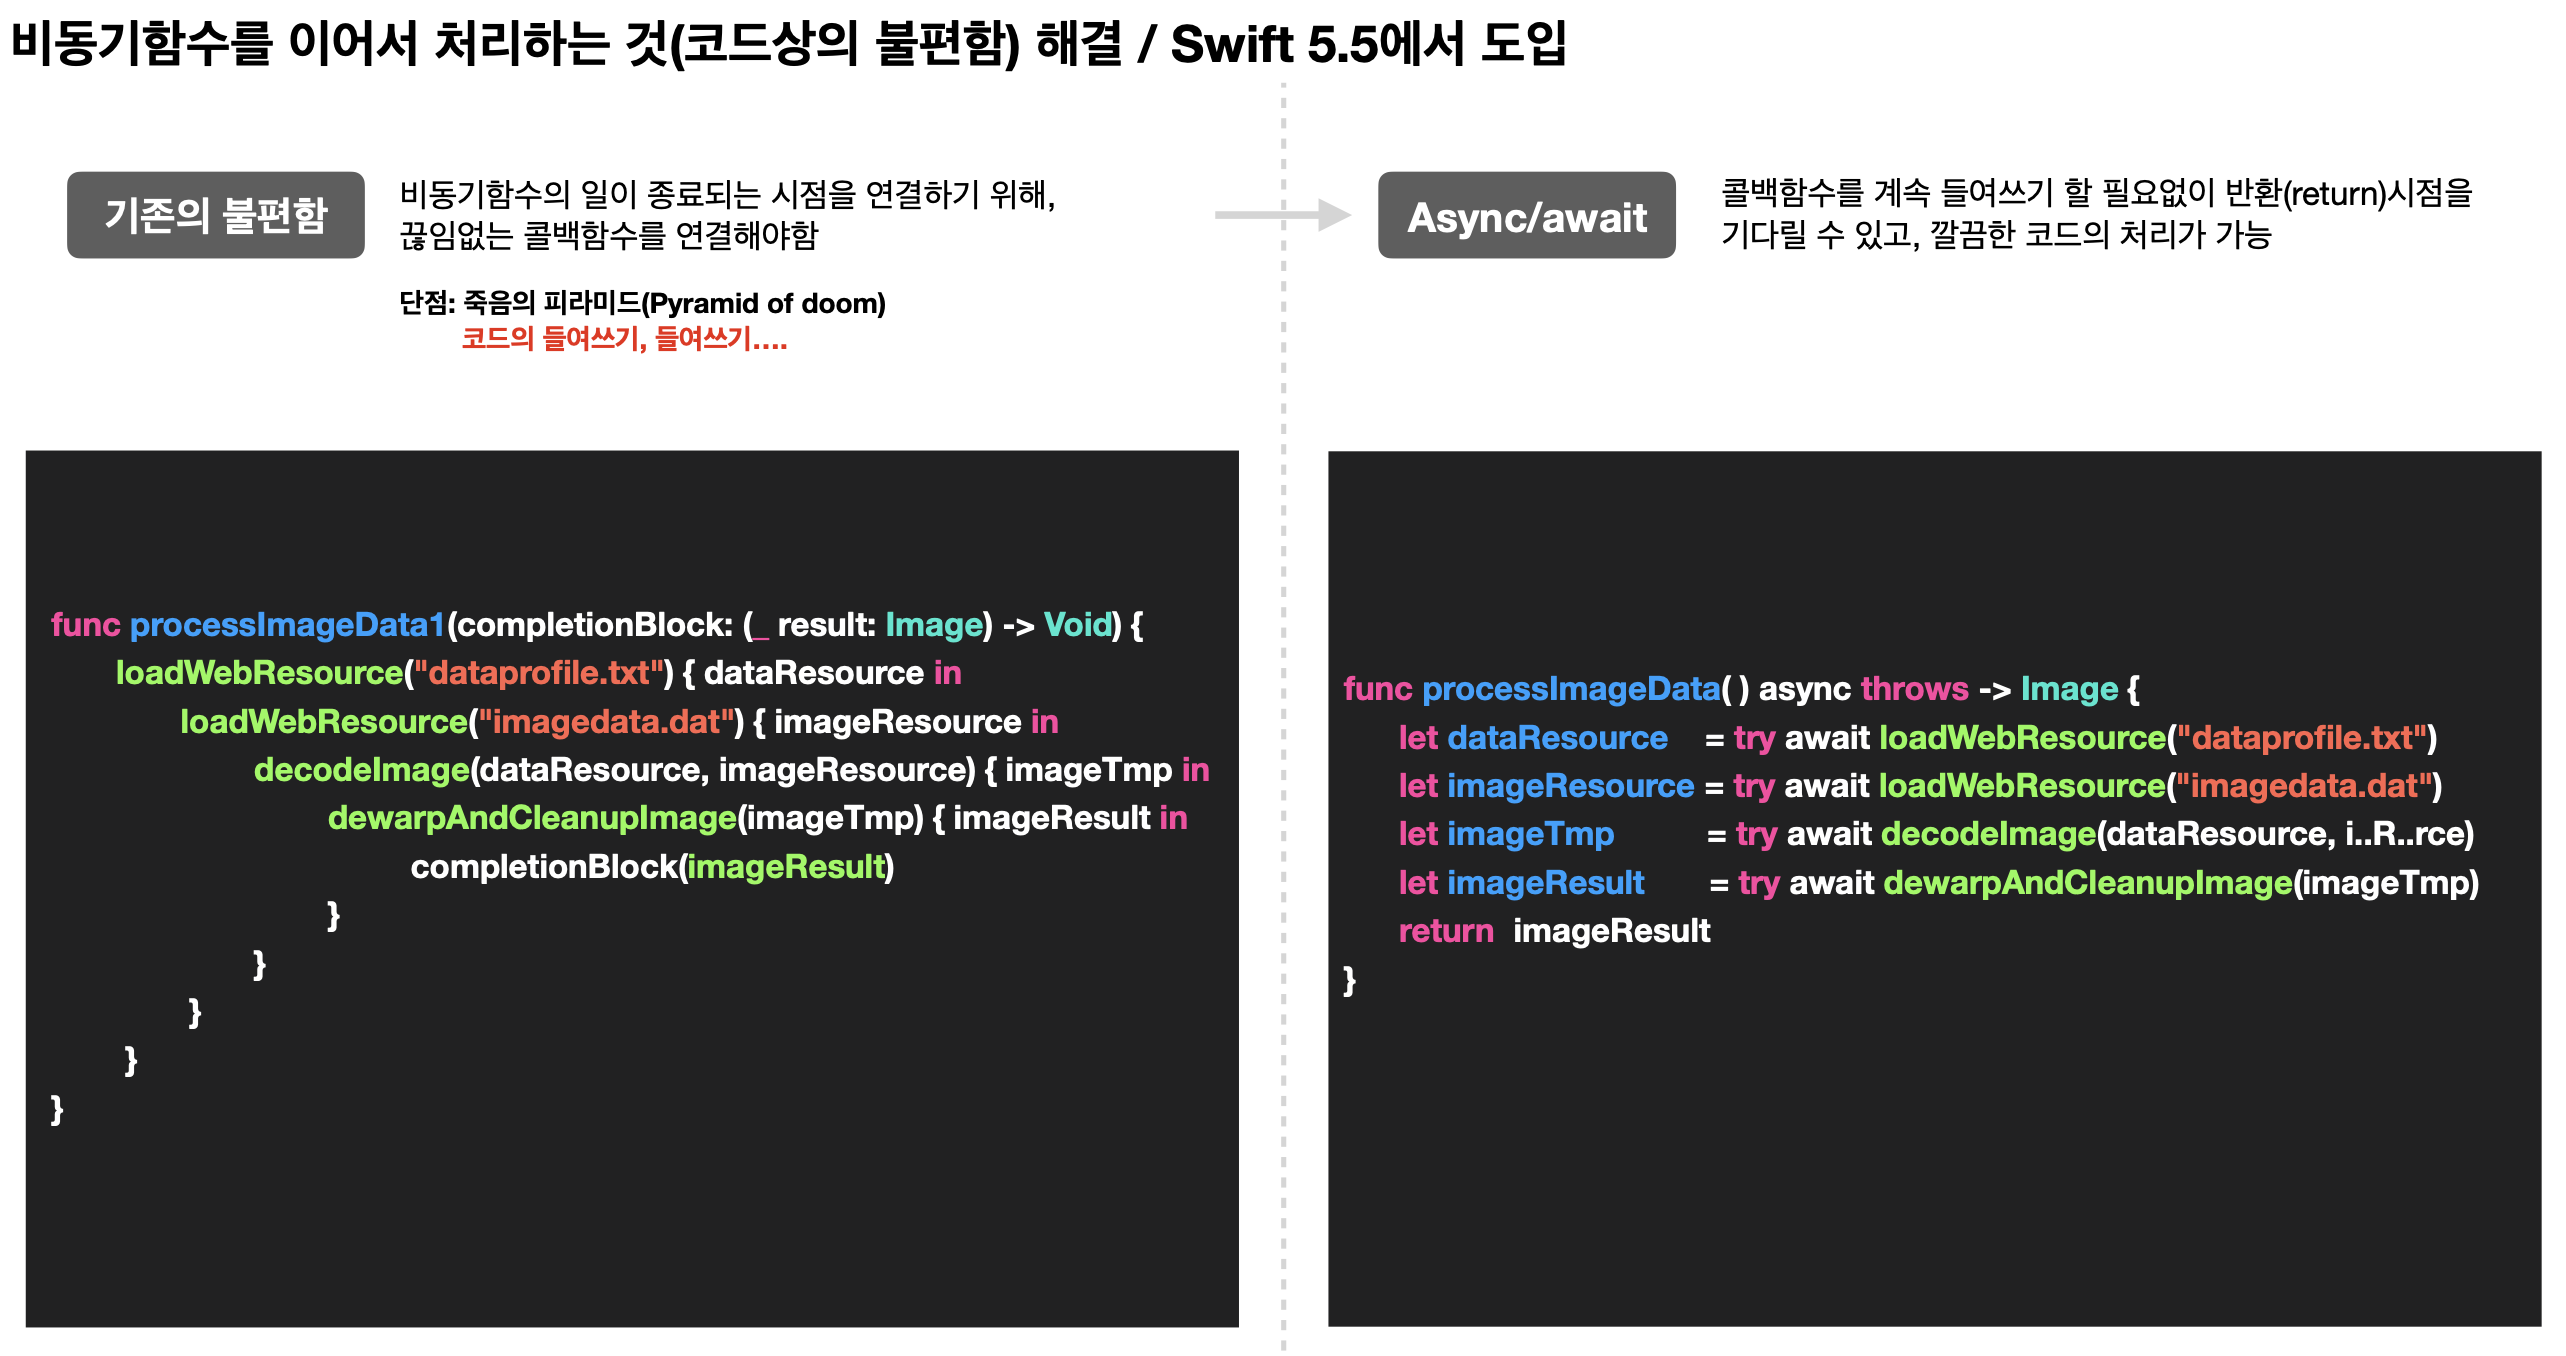 비동기함수를 이어서 처리하는 것(코드상의 불편함) 해결 / Swift 5.5에서 도입
기존의 불편함
비동기함수의 일이 종료되는 시점을 연결하기 위해,
끊임없는 콜백함수를 연결해야함
단점: 죽음의 피라미드(Pyramid of doom)
코드의 들여쓰기, 들여쓰기....
func processImageData1(completionBlock: (_ result: Image) -> Void) {
loadWebResource("dataprofile.txt") { dataResource in
loadWebResource("imagedata.dat") { imageResource in
decodeImage(dataResource, imageResource) { imageTmp in
dewarpAndCleanupImage(imageTmp) { imageResult in
completionBlock(imageResult)
}
}
}
}
}
Async/await
콜백함수를 계속 들여쓰기 할 필요없이 반환(return)시점을
기다릴 수 있고, 깔끔한 코드의 처리가 가능
func processImageData( ) async throws -> Image {
let dataResource = try await loadWebResource("dataprofile.txt")
let imageResource = try await loadWebResource("imagedata.dat")
let imageTmp = try await decodeImage(dataResource, i..R..rce)
let imageResult = try await dewarpAndCleanupImage(imageTmp)
return imageResult
}